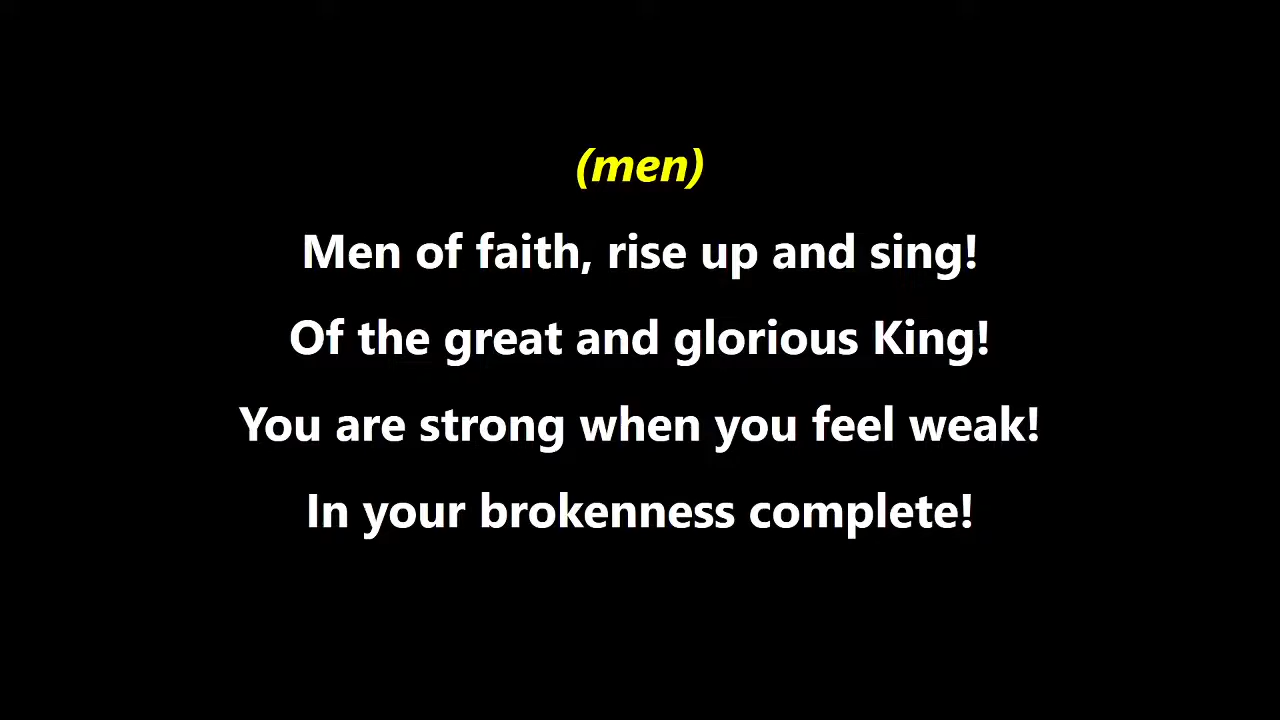 (men)
Men of faith, rise up and sing!
Of the great and glorious King!
You are strong when you feel weak!
In your brokenness complete!